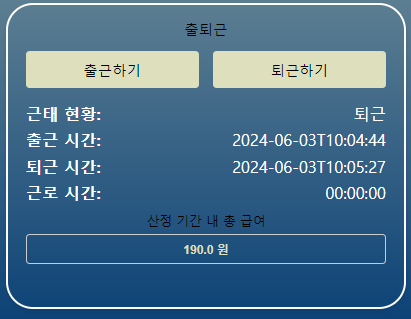 출퇴근
출근하기 퇴근하기
근태 현황: 퇴근
출근 시간: 2024-06-03T10:04:44
퇴근 시간: 2024-06-03T10:05:27
근로 시간: 00:00:00
산정 기간 내 총 급여
190.0 원